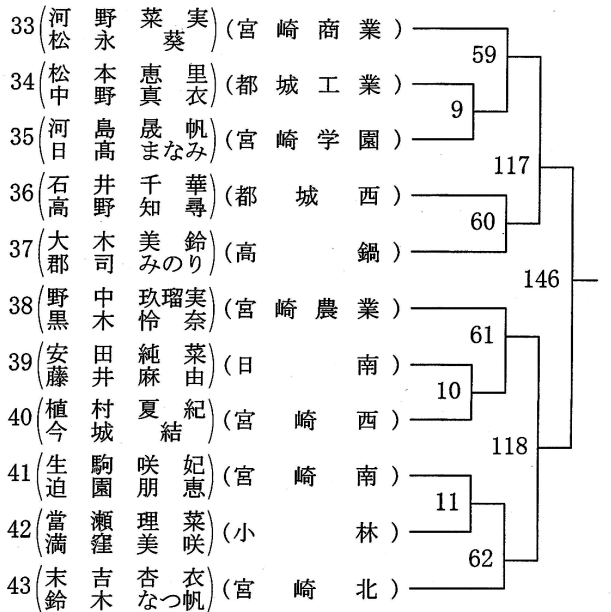 33 河野菜実 松永葵 (宮崎商業)
59
34 松本恵里 中野真衣 (都城工業)
9
35 河島晟帆 日髙まなみ (宮崎学園)
117
36 石井千華 高野知尋 (都城西)
60
37 大木美鈴 郡司みのり (高鍋)
146
38 野中玖瑠実 黒木怜奈 (宮崎農業)
61
39 安田純菜 藤井麻由 (日南)
10
40 植村夏紀 今城結 (宮崎西)
118
41 生駒咲妃 迫園朋恵 (宮崎南)
11
42 當瀬理菜 満窪美咲 (小林)
62
43 末吉杏衣 鈴木なつ帆 (宮崎北)